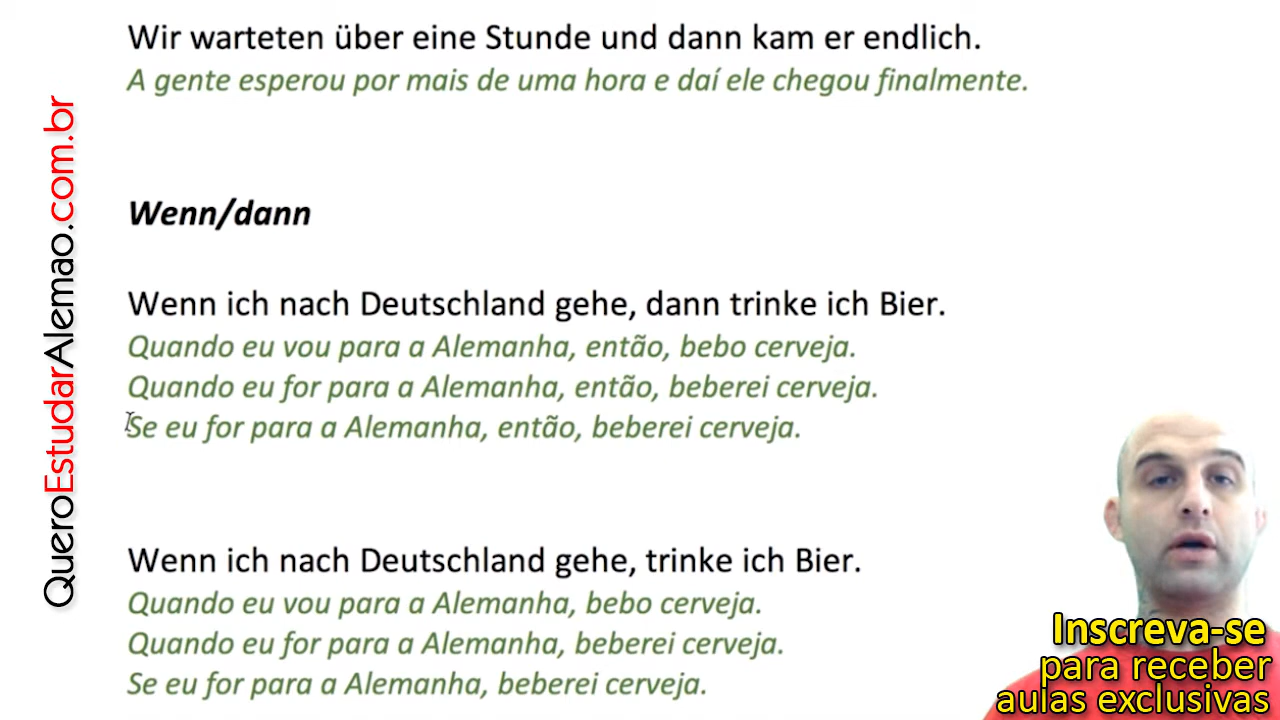 Wir warteten über eine Stunde und dann kam er endlich.
A gente esperou por mais de uma hora e daí ele chegou finalmente.
Wenn/dann
Wenn ich nach Deutschland gehe, dann trinke ich Bier.
Quando eu vou para a Alemanha, então, bebo cerveja.
Quando eu for para a Alemanha, então, beberei cerveja.
Se eu for para a Alemanha, então, beberei cerveja.
Wenn ich nach Deutschland gehe, trinke ich Bier.
Quando eu vou para a Alemanha, bebo cerveja.
Quando eu for para a Alemanha, beberei cerveja.
Se eu for para a Alemanha, beberei cerveja.
QueroEstudarAlemao.com.br
Inscreva-se
para receber
aulas exclusivas